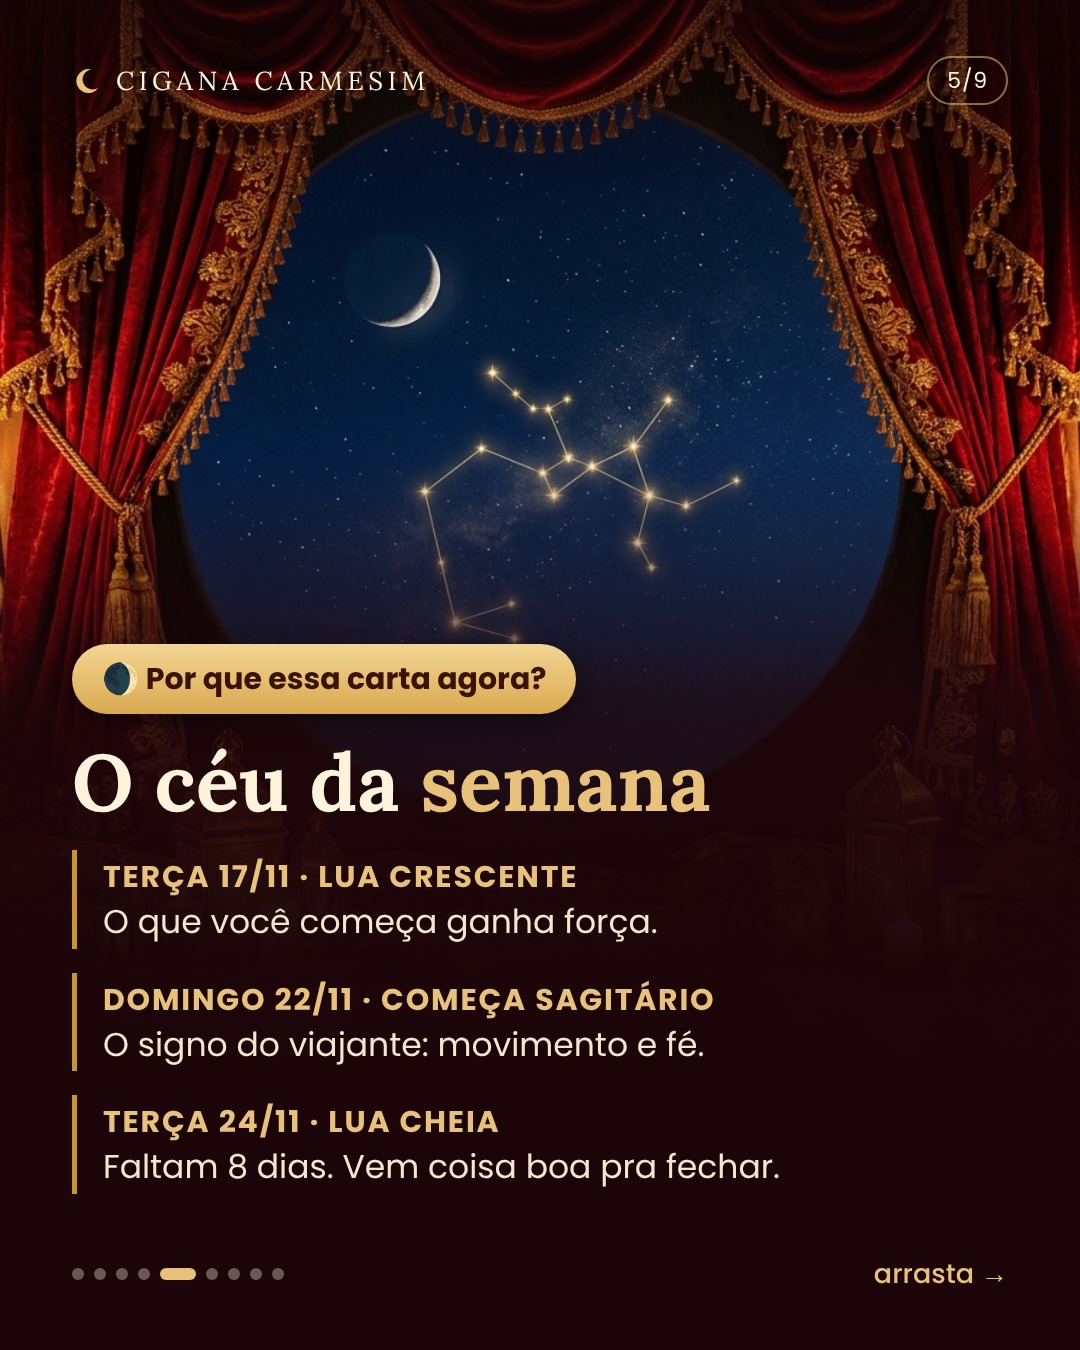 CIGANA CARMESIM
5/9
🌒 Por que essa carta agora?
O céu da semana
TERÇA 17/11 · LUA CRESCENTE
O que você começa ganha força.
DOMINGO 22/11 · COMEÇA SAGITÁRIO
O signo do viajante: movimento e fé.
TERÇA 24/11 · LUA CHEIA
Faltam 8 dias. Vem coisa boa pra fechar.
arrasta →